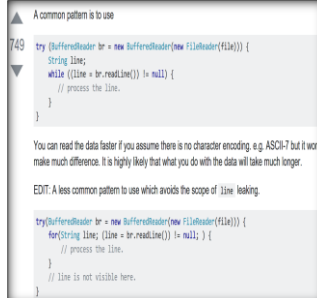 A common pattern is to use
749
try (BufferedReader br = new BufferedReader(new FileReader(file))) {
String line;
while ((line = br.readLine()) != null) {
// process the line.
}
}
You can read the data faster if you assume there is no character encoding. e.g. ASCII-7 but it wor
make much difference. It is highly likely that what you do with the data will take much longer.
EDIT: A less common pattern to use which avoids the scope of line leaking.
try(BufferedReader br = new BufferedReader(new FileReader(file))) {
for(String line; (line = br.readLine()) != null; ) {
// process the line.
}
// line is not visible here.
}